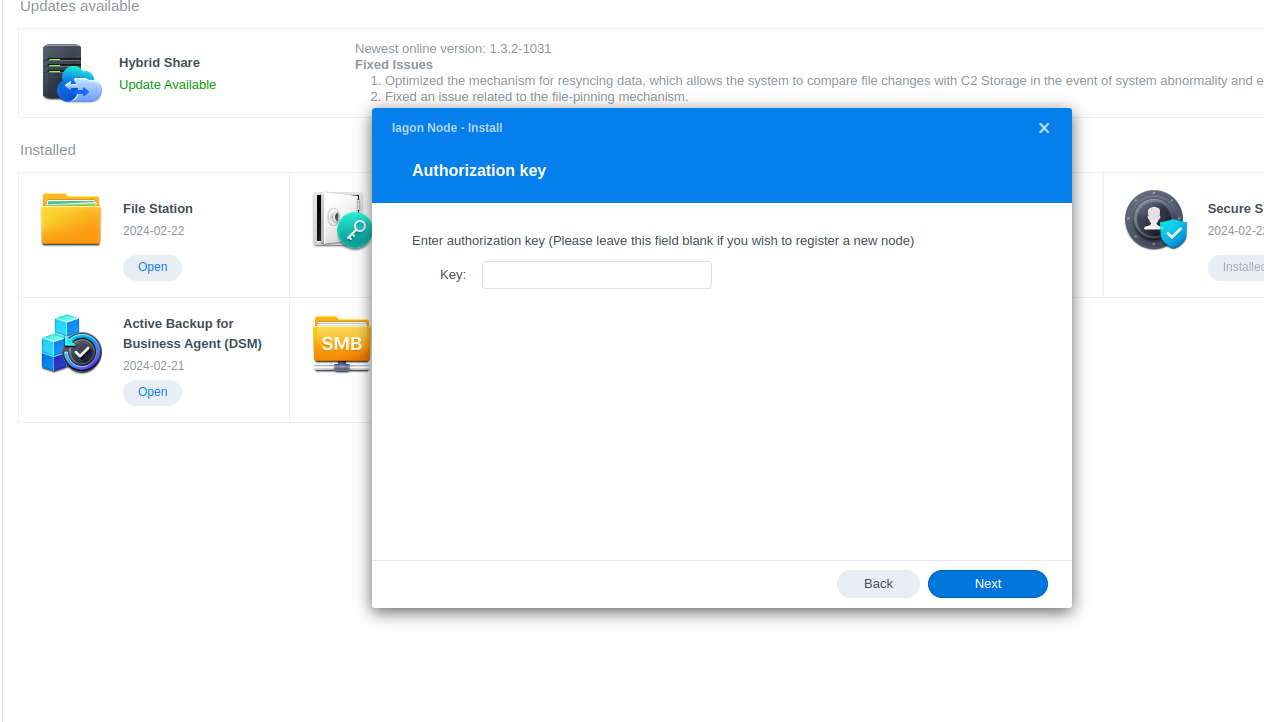 Updates available
Hybrid Share
Update Available
Newest online version: 1.3.2-1031
Fixed Issues
1. Optimized the mechanism for resyncing data, which allows the system to compare file changes with C2 Storage in the event of system abnormality and e
2. Fixed an issue related to the file-pinning mechanism.
Installed
File Station
2024-02-22
Open
Secure S
2024-02-22
Installed
Active Backup for
Business Agent (DSM)
2024-02-21
Open
SMB
Iagon Node - Install
Authorization key
Enter authorization key (Please leave this field blank if you wish to register a new node)
Key:
Back
Next